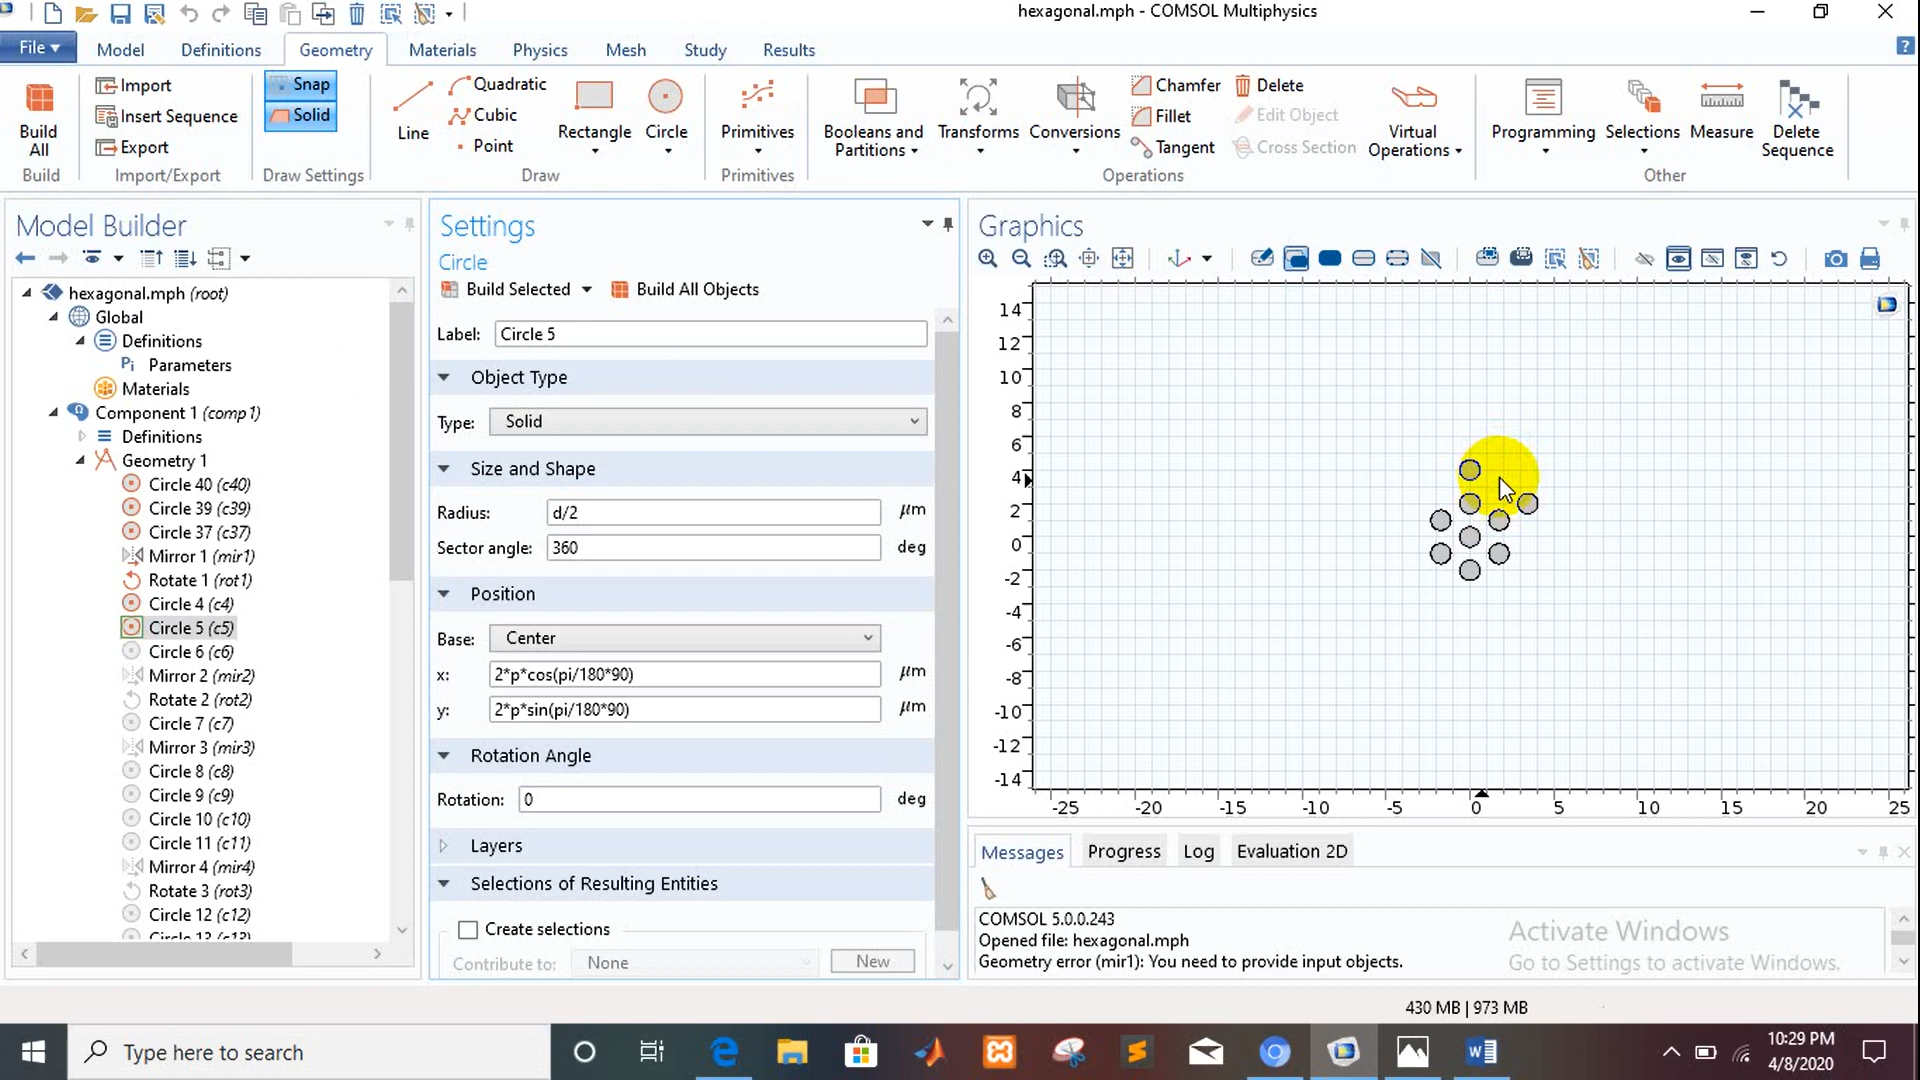 hexagonal.mph - COMSOL Multiphysics
File
Model
Definitions
Geometry
Materials
Physics
Mesh
Study
Results
Build All
Build
Import
Insert Sequence
Export
Import/Export
Snap
Solid
Draw Settings
Line
Quadratic
Cubic
Point
Rectangle
Circle
Draw
Primitives
Primitives
Booleans and Partitions
Transforms
Conversions
Chamfer
Fillet
Tangent
Delete
Edit Object
Cross Section
Operations
Virtual Operations
Programming
Selections
Measure
Delete Sequence
Other
Model Builder
hexagonal.mph (root)
Global
Definitions
Pi Parameters
Materials
Component 1 (comp1)
Definitions
Geometry 1
Circle 40 (c40)
Circle 39 (c39)
Circle 37 (c37)
Mirror 1 (mir1)
Rotate 1 (rot1)
Circle 4 (c4)
Circle 5 (c5)
Circle 6 (c6)
Mirror 2 (mir2)
Rotate 2 (rot2)
Circle 7 (c7)
Mirror 3 (mir3)
Circle 8 (c8)
Circle 9 (c9)
Circle 10 (c10)
Circle 11 (c11)
Mirror 4 (mir4)
Rotate 3 (rot3)
Circle 12 (c12)
Circle 13 (c13)
Settings
Circle
Build Selected
Build All Objects
Label: Circle 5
Object Type
Type: Solid
Size and Shape
Radius: d/2 µm
Sector angle: 360 deg
Position
Base: Center
x: 2*p*cos(pi/180*90) µm
y: 2*p*sin(pi/180*90) µm
Rotation Angle
Rotation: 0 deg
Layers
Selections of Resulting Entities
Create selections
Contribute to: None New
Graphics
14
12
10
8
6
4
2
0
-2
-4
-6
-8
-10
-12
-14
-25 -20 -15 -10 -5 0 5 10 15 20 25
Messages Progress Log Evaluation 2D
COMSOL 5.0.0.243
Opened file: hexagonal.mph
Geometry error (mir1): You need to provide input objects.
Activate Windows
Go to Settings to activate Windows.
430 MB | 973 MB
Type here to search
10:29 PM
4/8/2020